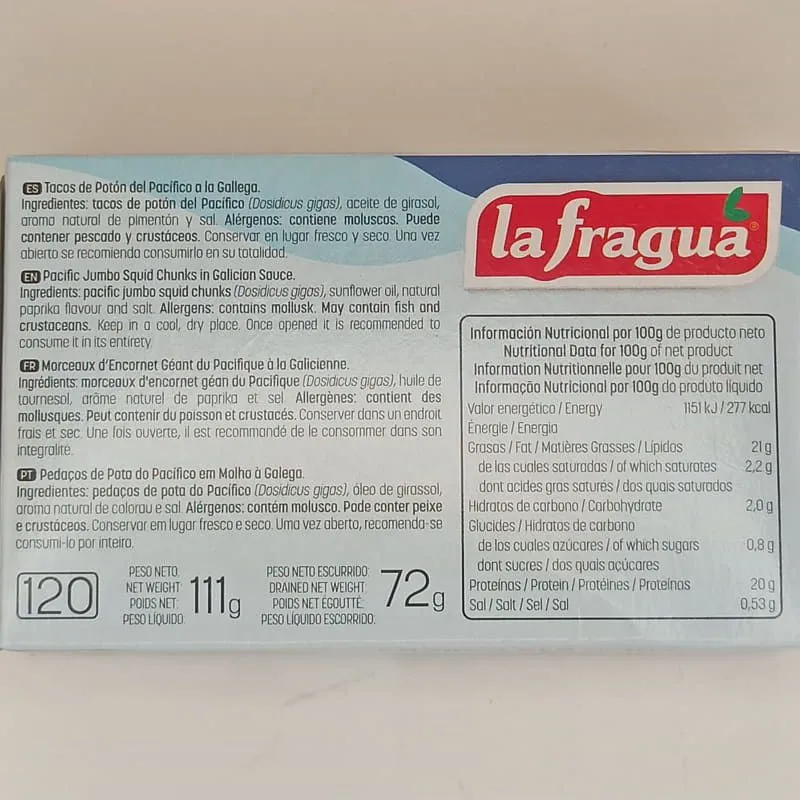 ES Tacos de Potón del Pacífico a la Gallega.
Ingredientes: tacos de potón del Pacífico (Dosidicus gigas), aceite de girasol,
aroma natural de pimentón y sal. Alérgenos: contiene moluscos. Puede
contener pescado y crustáceos. Conservar en lugar fresco y seco. Una vez
abierto se recomienda consumirlo en su totalidad.
EN Pacific Jumbo Squid Chunks in Galician Sauce.
Ingredients: pacific jumbo squid chunks (Dosidicus gigas), sunflower oil, natural
paprika flavour and salt. Allergens: contains mollusk. May contain fish and
crustaceans. Keep in a cool, dry place. Once opened it is recommended to
consume it in its entirety.
FR Morceaux d'Encornet Géant du Pacifique à la Galicienne.
Ingrédients: morceaux d'encornet géan du Pacifique (Dosidicus gigas), huile de
tournesol, arôme naturel de paprika et sel. Allergènes: contient des
mollusques. Peut contenir du poisson et crustacés. Conserver dans un endroit
frais et sec. Une fois ouverte, il est recommandé de le consommer dans son
integralité.
PT Pedaços de Pota do Pacífico em Molho à Galega.
Ingredientes: pedaços de pota do Pacífico (Dosidicus gigas), óleo de girassol,
aroma natural de colorau e sal. Alérgenos: contém molusco. Pode conter peixe
e crustáceos. Conservar em lugar fresco e seco. Uma vez aberto, recomenda-se
consumi-lo por inteiro.
120
PESO NETO:
NET WEIGHT:
POIDS NET:
PESO LÍQUIDO:
111g
PESO NETO ESCURRIDO:
DRAINED NET WEIGHT:
POIDS NET ÉGOUTTÉ:
PESO LÍQUIDO ESCORRIDO:
72g
la fragua®
Información Nutricional por 100g de producto neto
Nutritional Data for 100g of net product
Information Nutritionnelle pour 100g du produit net
Informação Nutricional por 100g do produto líquido
Valor energético / Energy 1151 kJ / 277 kcal
Énergie / Energia
Grasas / Fat / Matières Grasses / Lípidos 21 g
de las cuales saturadas / of which saturates 2,2 g
dont acides gras saturés / dos quais saturados
Hidratos de carbono / Carbohydrate 2,0 g
Glucides / Hidratos de carbono
de los cuales azúcares / of which sugars 0,8 g
dont sucres / dos quais açúcares
Proteínas / Protein / Protéines / Proteínas 20 g
Sal / Salt / Sel / Sal 0,53 g